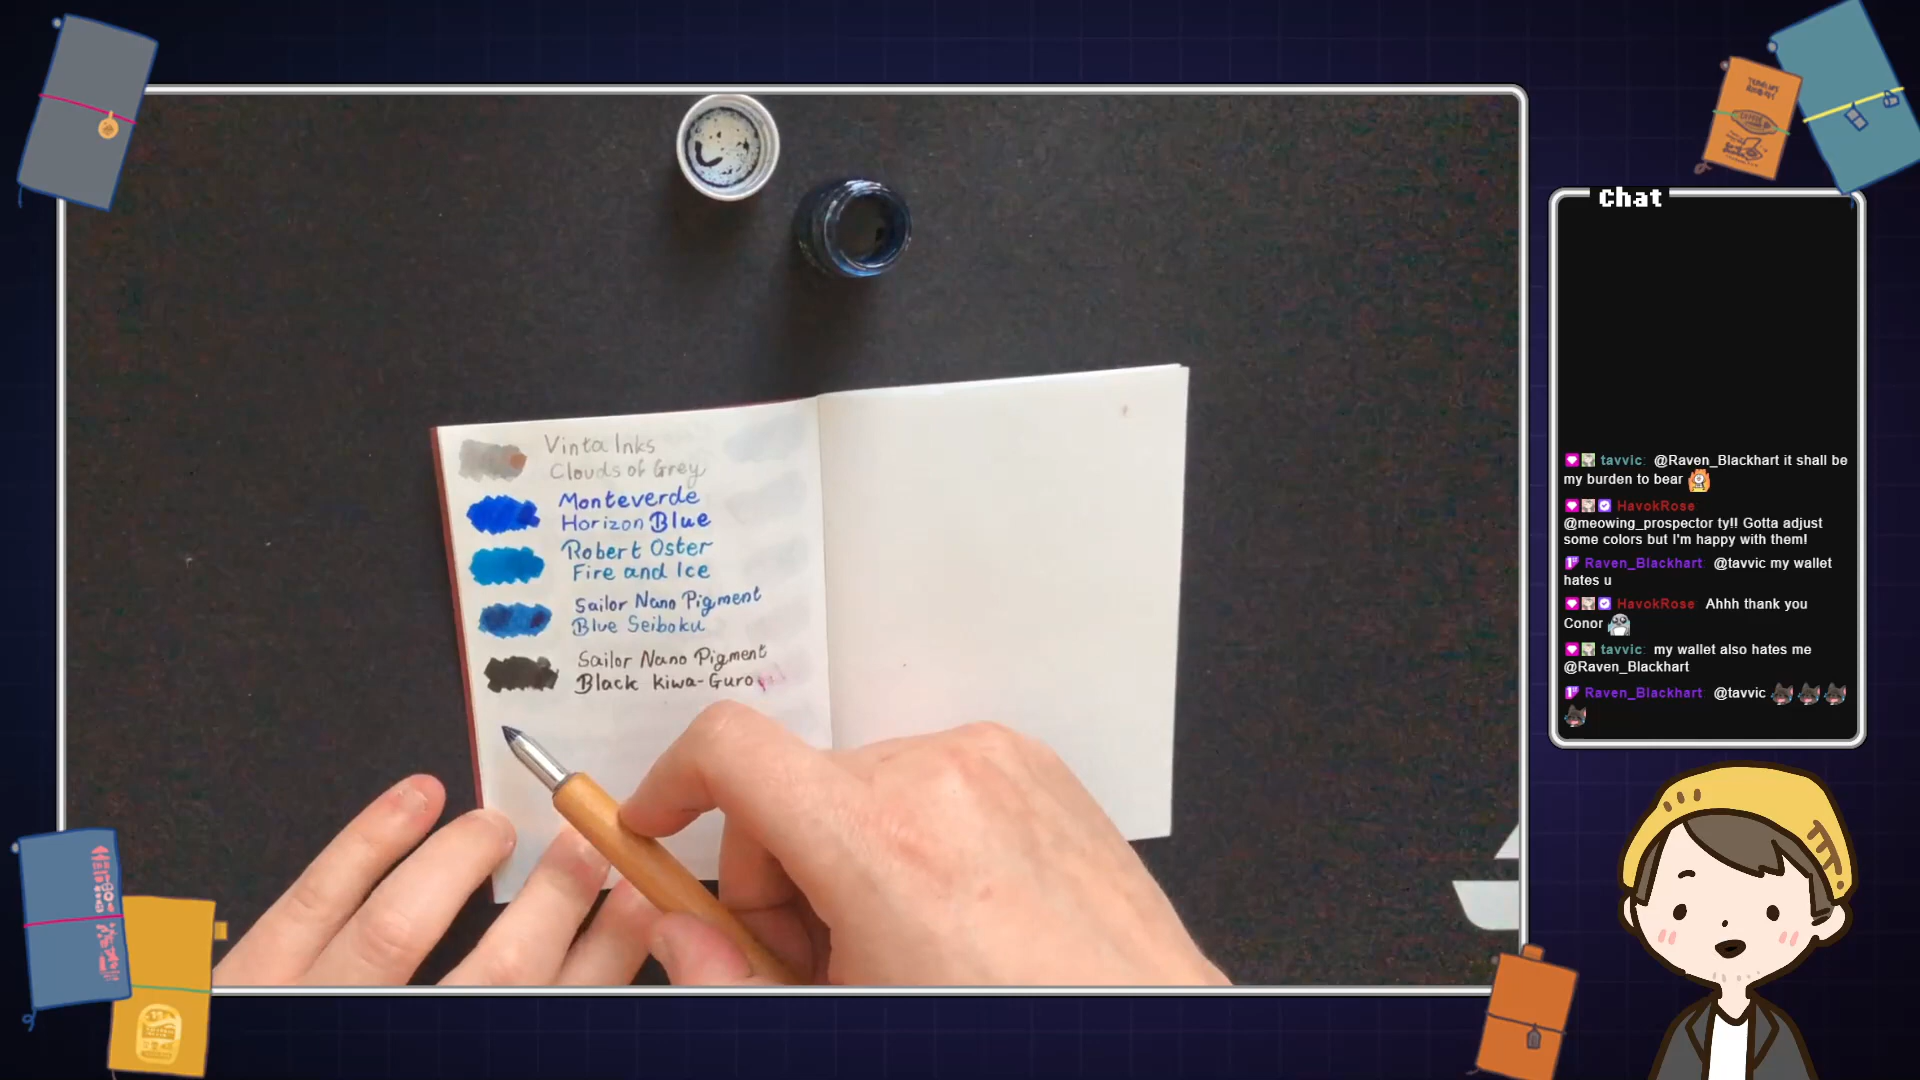 Chat
Vinta Inks
Clouds of Grey
Monteverde
Horizon Blue
Robert Oster
Fire and Ice
Sailor Nano Pigment
Blue Seiboku
Sailor Nano Pigment
Black Kiwa-Guro
tavvic: @Raven_Blackhart it shall be
my burden to bear
HavokRose
@meowing_prospector ty!! Gotta adjust
some colors but I'm happy with them!
Raven_Blackhart: @tavvic my wallet
hates u
HavokRose: Ahhh thank you
Conor
tavvic: my wallet also hates me
@Raven_Blackhart
Raven_Blackhart: @tavvic